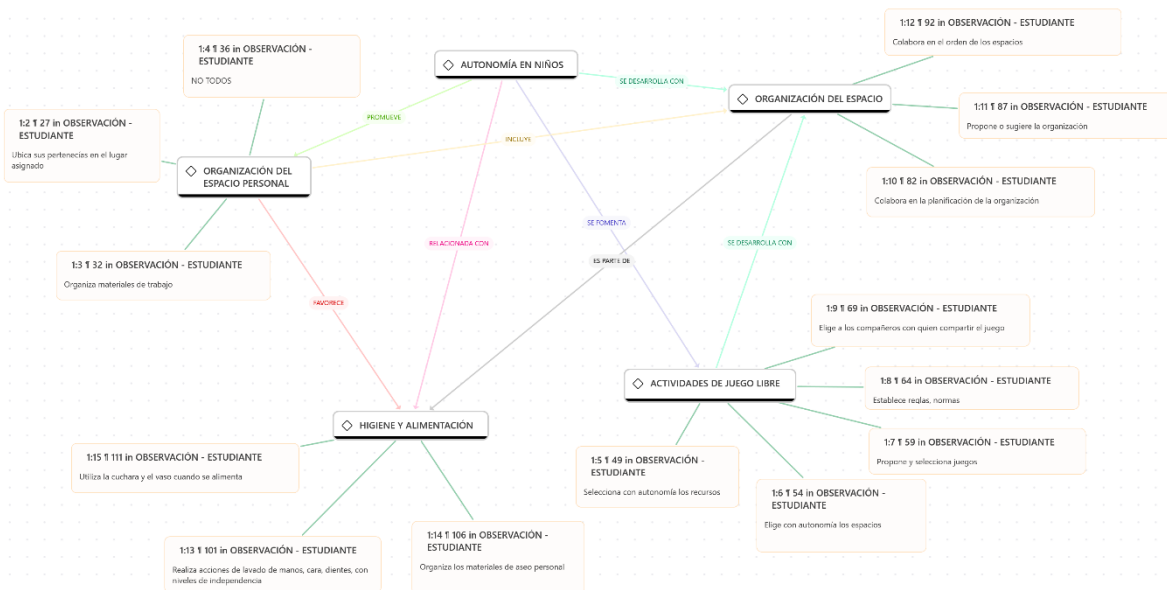 1:12 ¶ 92 in OBSERVACIÓN - ESTUDIANTE
Colabora en el orden de los espacios
1:4 ¶ 36 in OBSERVACIÓN -
ESTUDIANTE
NO TODOS
AUTONOMÍA EN NIÑOS
SE DESARROLLA CON
ORGANIZACIÓN DEL ESPACIO
1:11 ¶ 87 in OBSERVACIÓN - ESTUDIANTE
Propone o sugiere la organización
1:2 ¶ 27 in OBSERVACIÓN -
ESTUDIANTE
Ubica sus pertenecías en el lugar
asignado
PROMUEVE
INCLUYE
ORGANIZACIÓN DEL
ESPACIO PERSONAL
1:10 ¶ 82 in OBSERVACIÓN - ESTUDIANTE
Colabora en la planificación de la organización
SE FOMENTA
RELACIONADA CON
SE DESARROLLA CON
ES PARTE DE
1:3 ¶ 32 in OBSERVACIÓN - ESTUDIANTE
Organiza materiales de trabajo
FAVORECE
1:9 ¶ 69 in OBSERVACIÓN - ESTUDIANTE
Elige a los compañeros con quien compartir el juego
ACTIVIDADES DE JUEGO LIBRE
1:8 ¶ 64 in OBSERVACIÓN - ESTUDIANTE
Establece reglas, normas
HIGIENE Y ALIMENTACIÓN
1:7 ¶ 59 in OBSERVACIÓN - ESTUDIANTE
Propone y selecciona juegos
1:15 ¶ 111 in OBSERVACIÓN - ESTUDIANTE
Utiliza la cuchara y el vaso cuando se alimenta
1:5 ¶ 49 in OBSERVACIÓN -
ESTUDIANTE
Selecciona con autonomía los recursos
1:6 ¶ 54 in OBSERVACIÓN -
ESTUDIANTE
Elige con autonomía los espacios
1:14 ¶ 106 in OBSERVACIÓN -
ESTUDIANTE
Organiza los materiales de aseo personal
1:13 ¶ 101 in OBSERVACIÓN - ESTUDIANTE
Realiza acciones de lavado de manos, cara, dientes, con
niveles de independencia